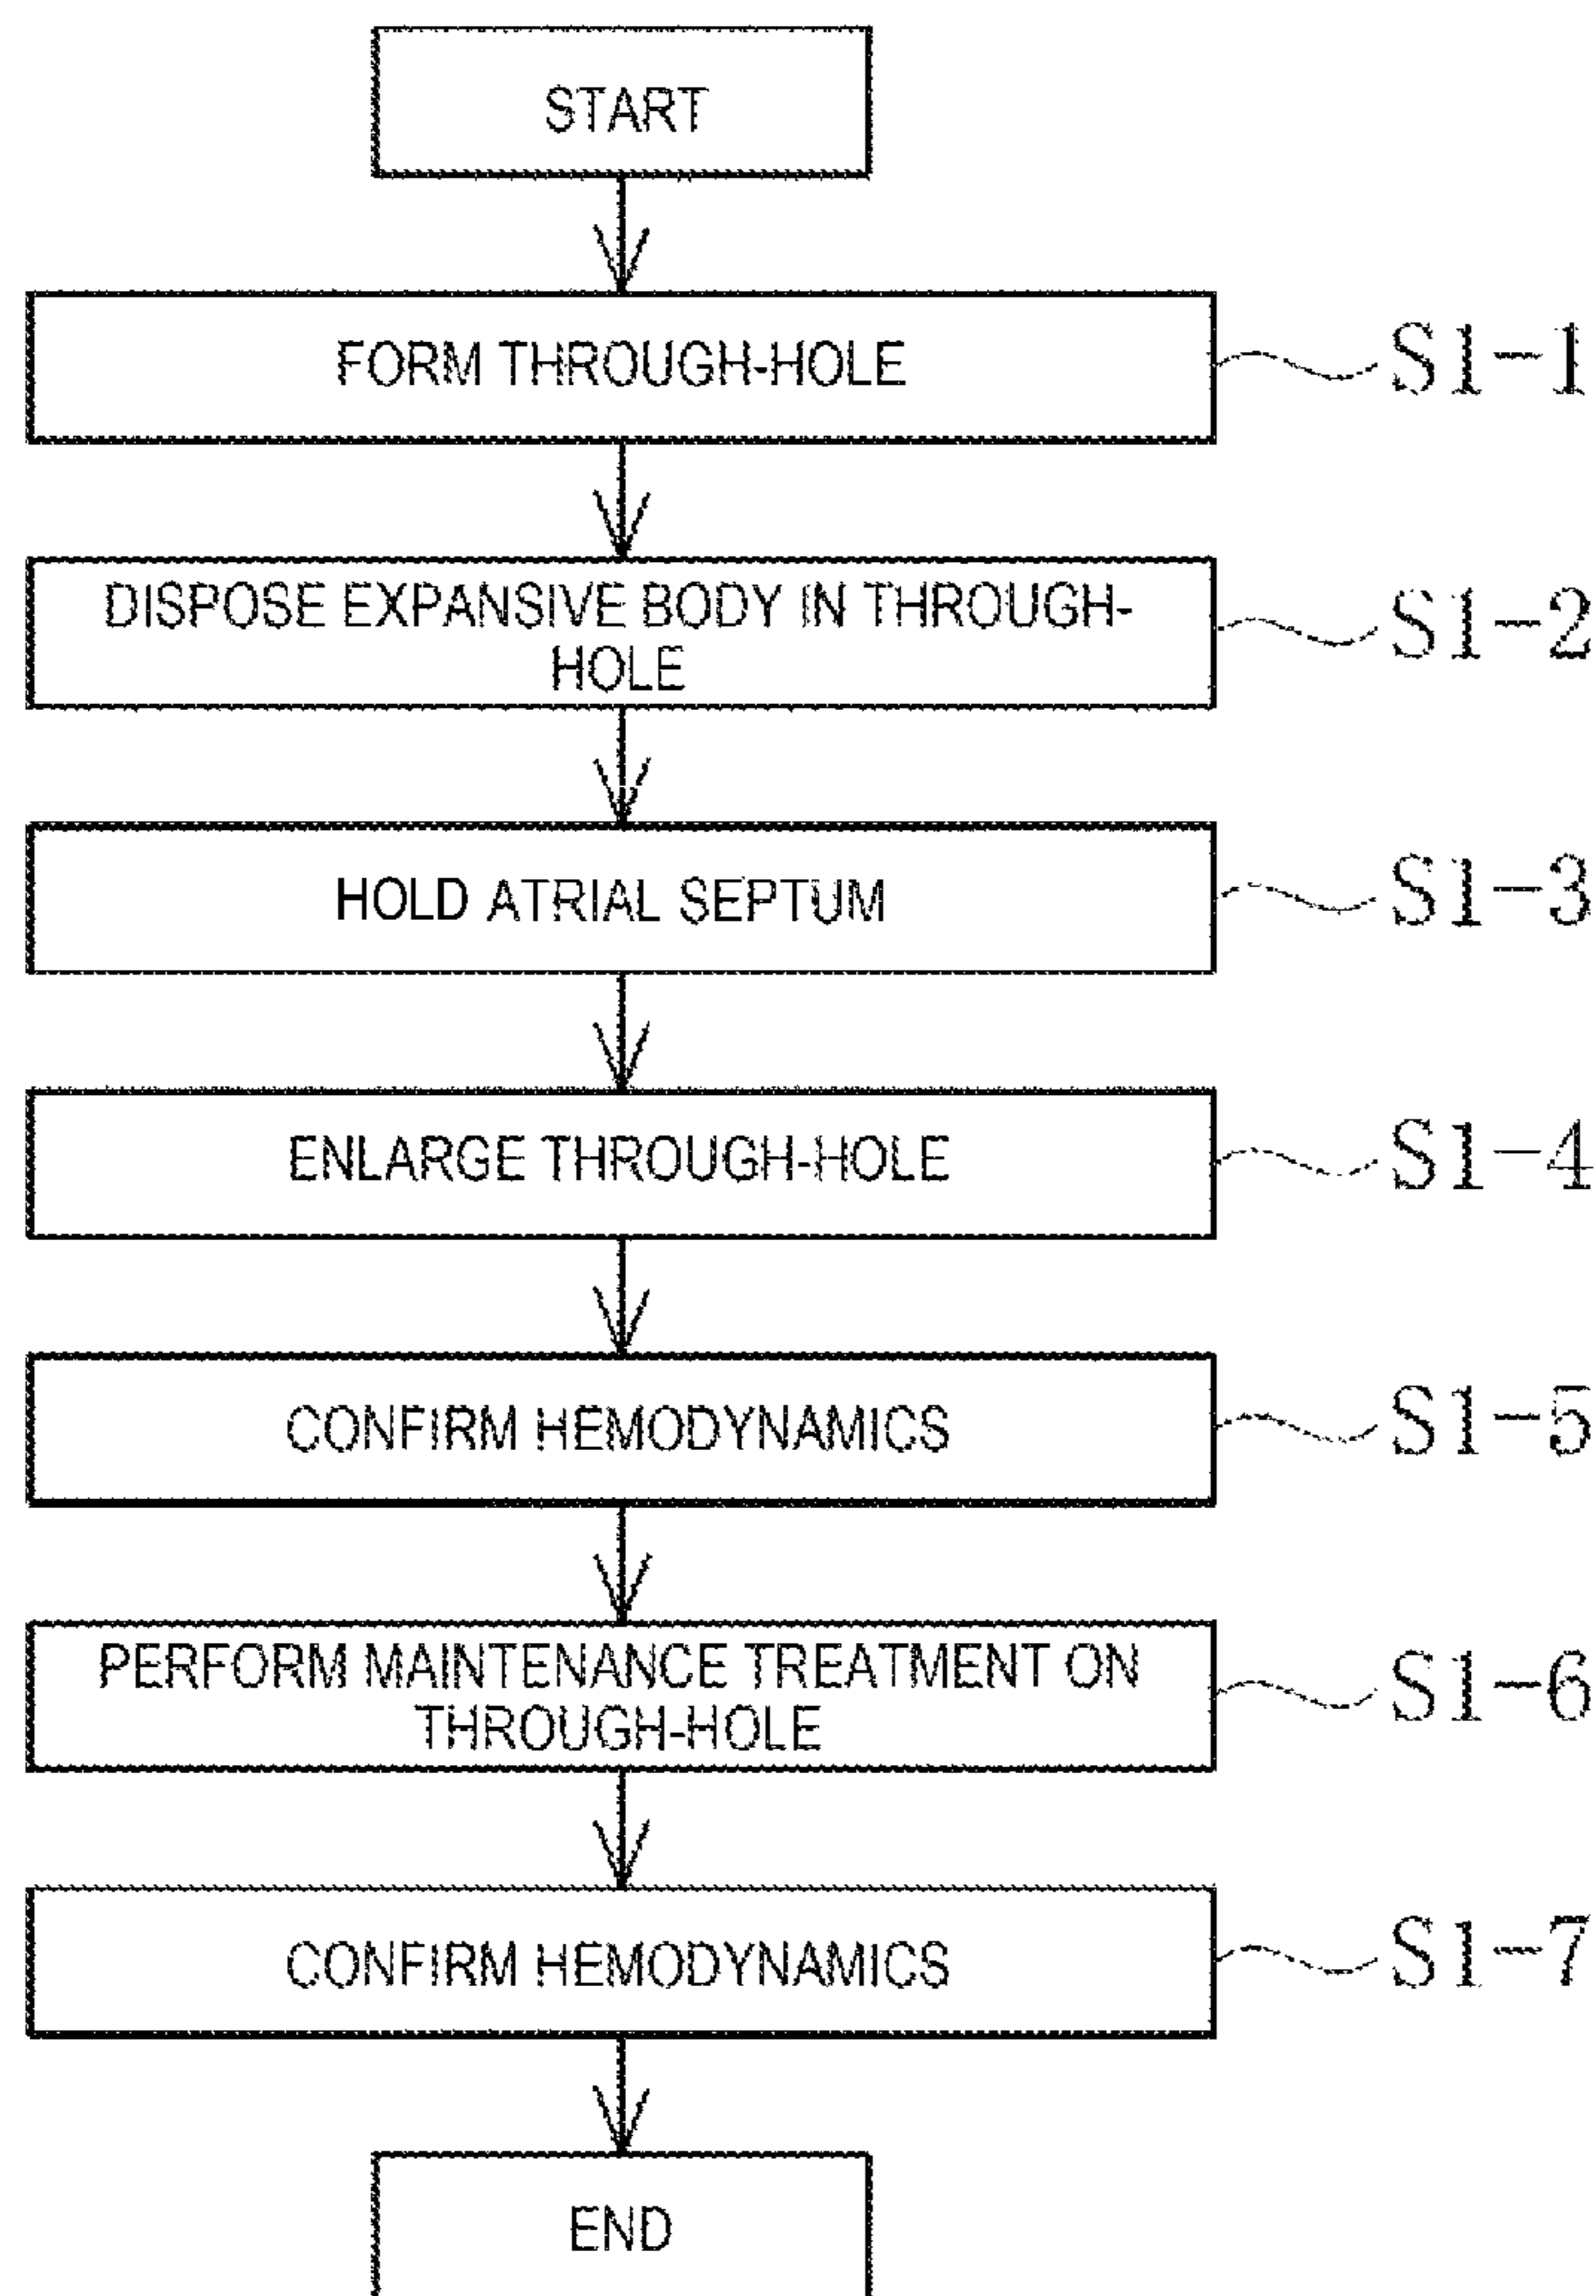 START
FORM THROUGH-HOLE
S1-1
DISPOSE EXPANSIVE BODY IN THROUGH-
HOLE
S1-2
HOLD ATRIAL SEPTUM
S1-3
ENLARGE THROUGH-HOLE
S1-4
CONFIRM HEMODYNAMICS
S1-5
PERFORM MAINTENANCE TREATMENT ON
THROUGH-HOLE
S1-6
CONFIRM HEMODYNAMICS
S1-7
END